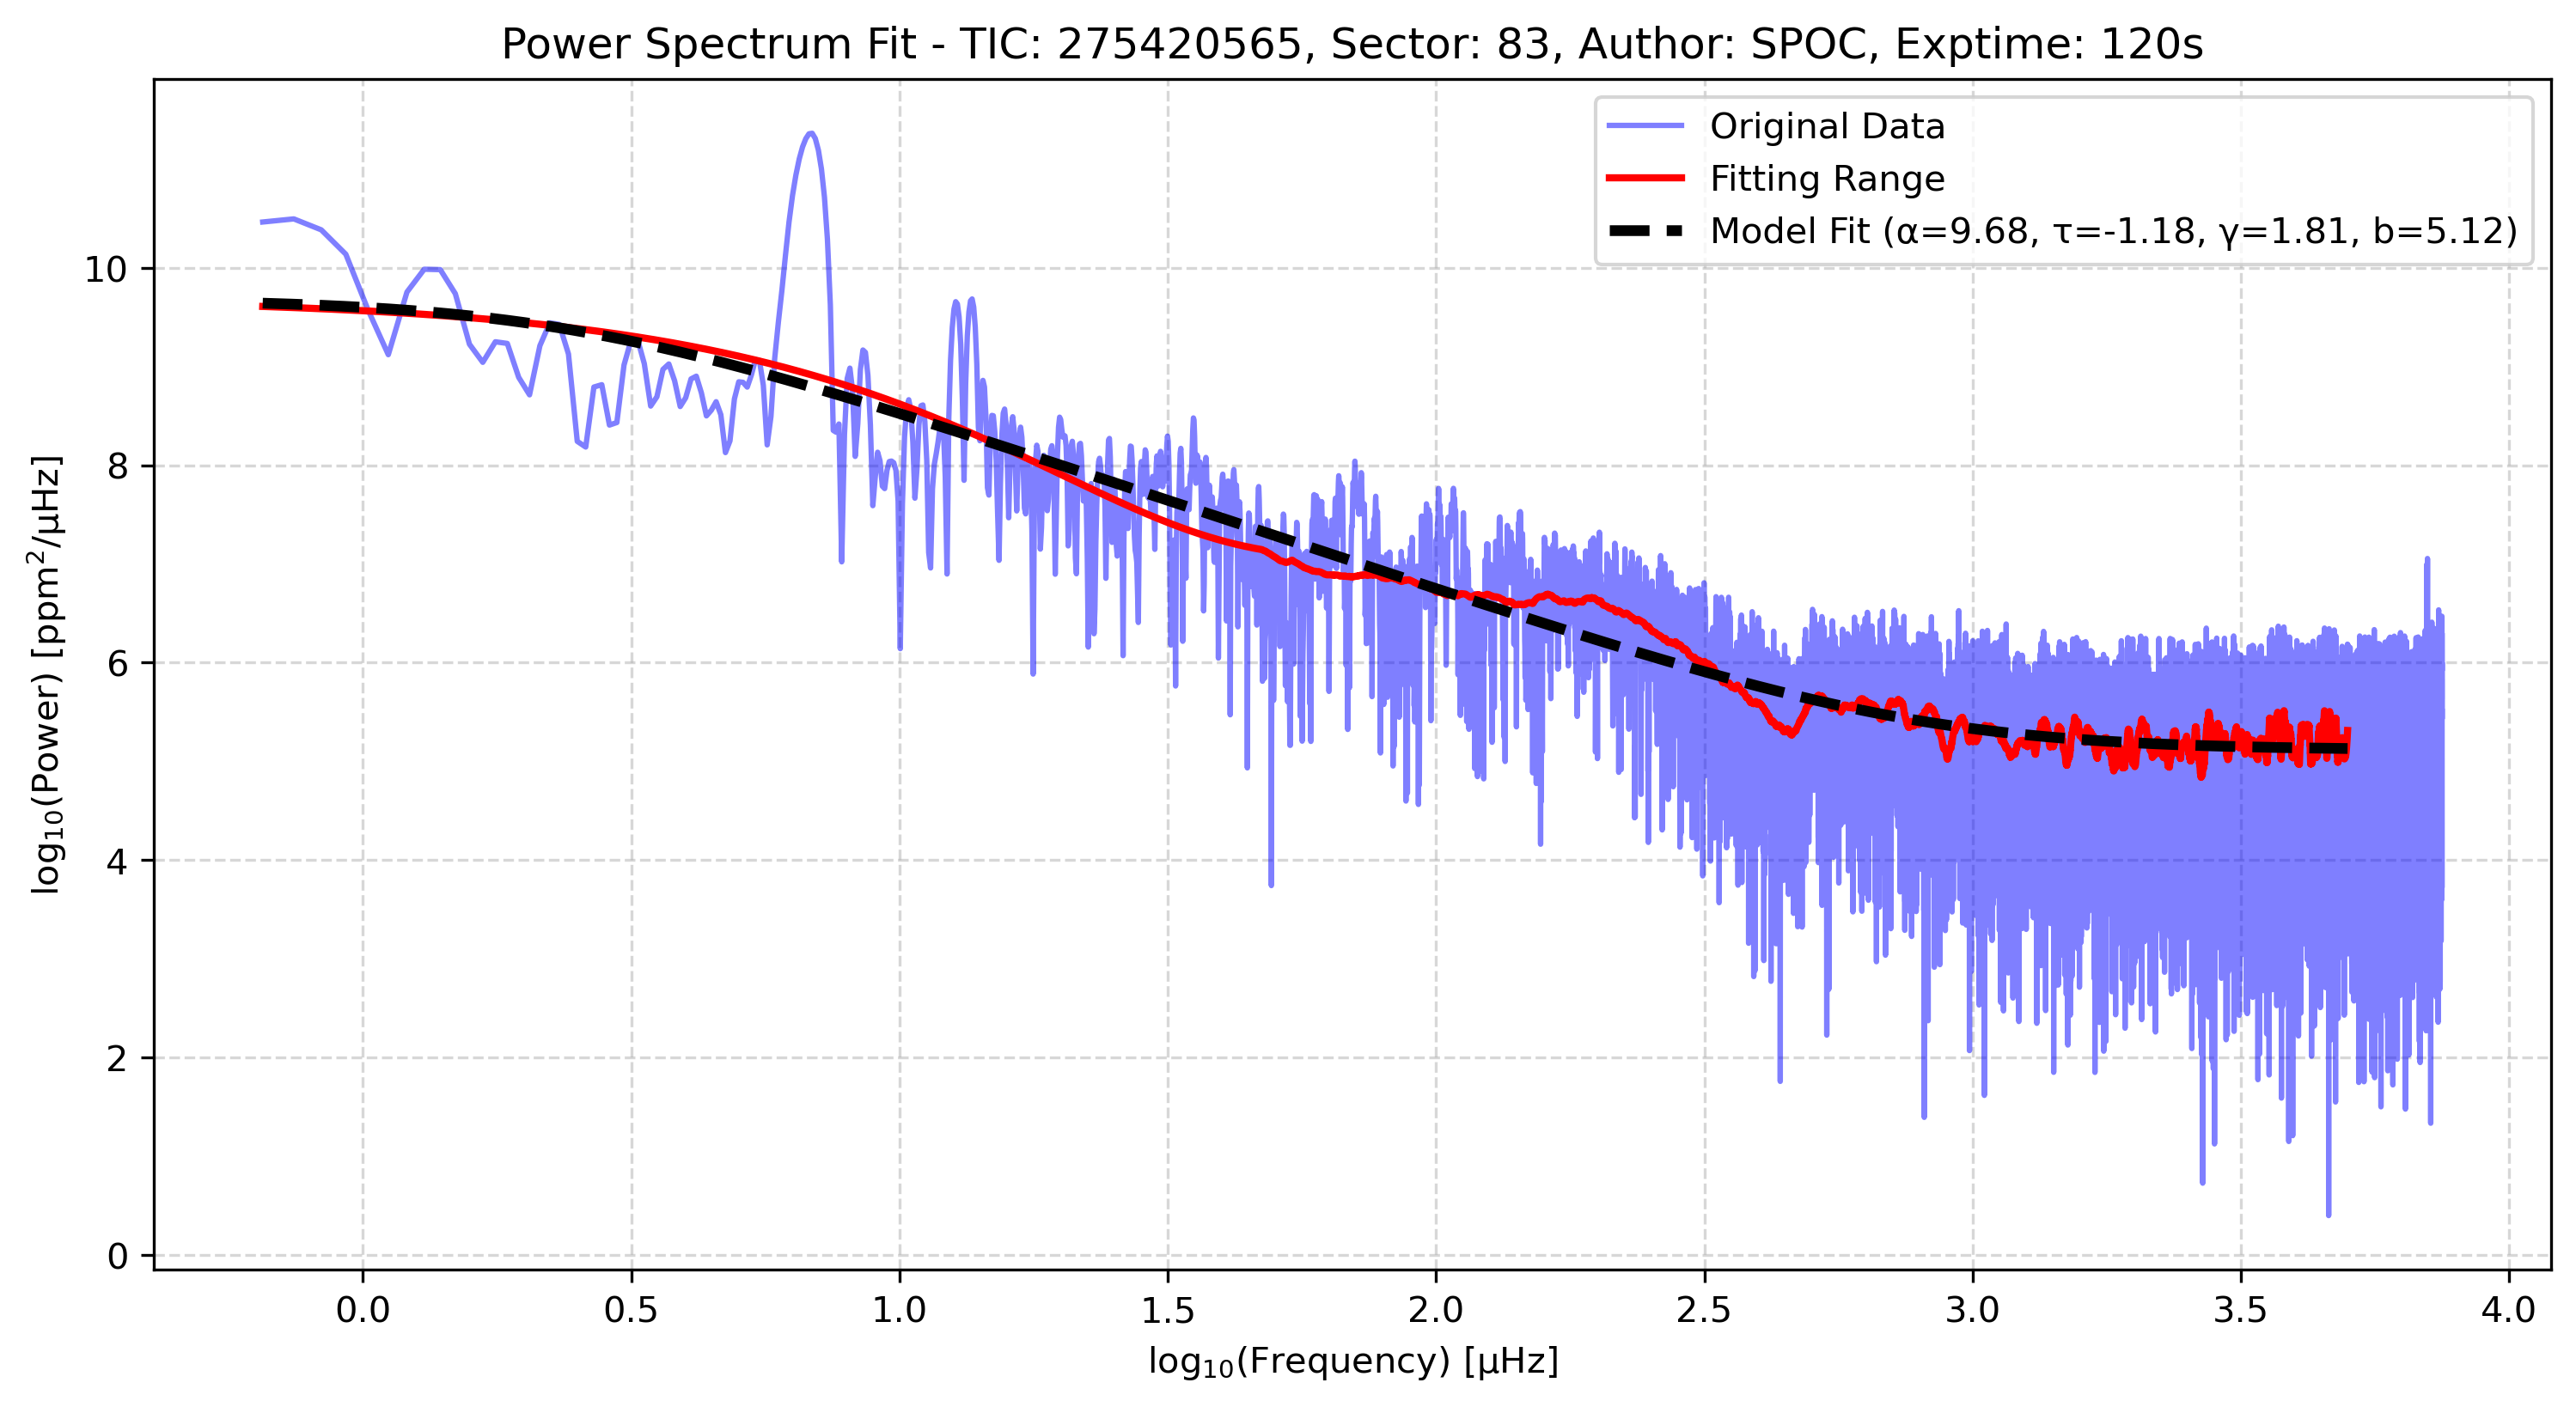 Power Spectrum Fit - TIC: 275420565, Sector: 83, Author: SPOC, Exptime: 120s
Original Data
Fitting Range
Model Fit (α=9.68, τ=-1.18, γ=1.81, b=5.12)
log₁₀(Power) [ppm²/μHz]
10
8
6
4
2
0
0.0 0.5 1.0 1.5 2.0 2.5 3.0 3.5 4.0
log₁₀(Frequency) [μHz]